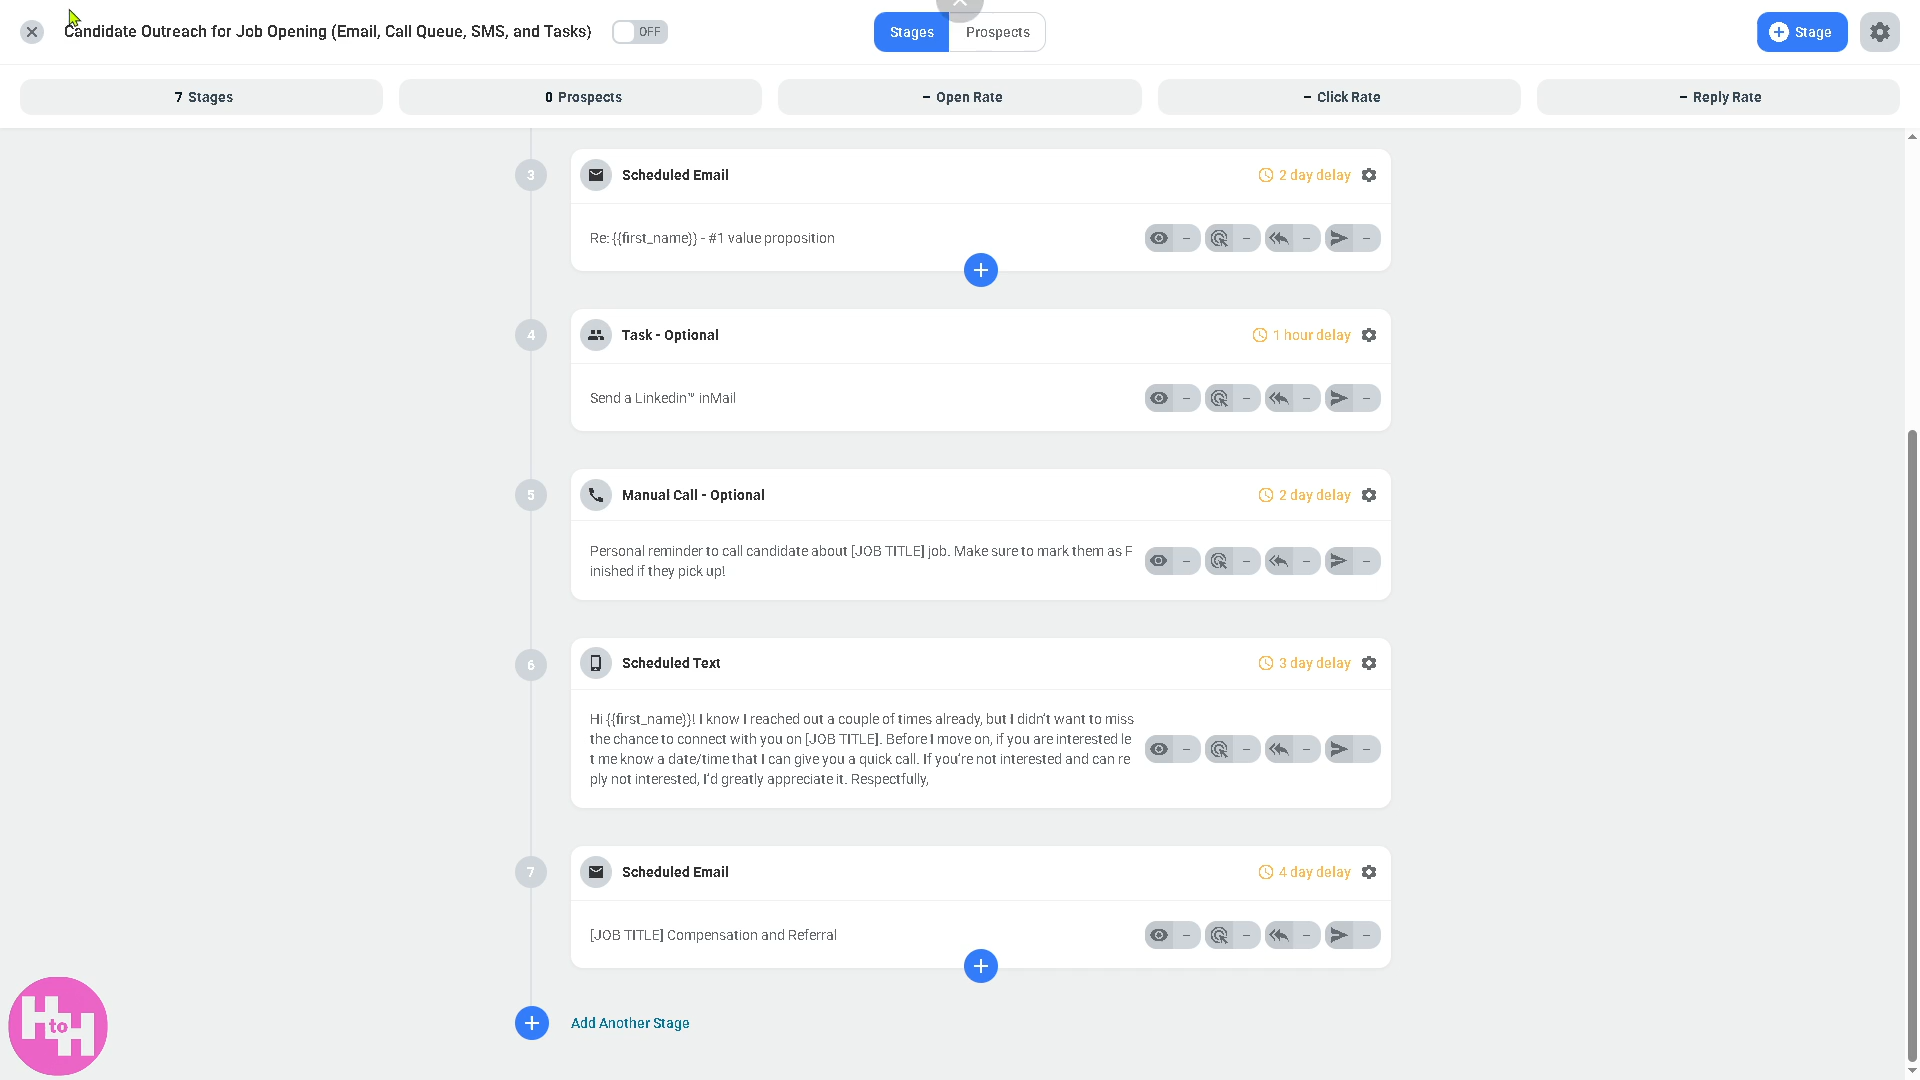 Candidate Outreach for Job Opening (Email, Call Queue, SMS, and Tasks)
OFF
Stages
Prospects
Stage
7 Stages
0 Prospects
– Open Rate
– Click Rate
– Reply Rate
3
Scheduled Email
2 day delay
Re: {{first_name}} - #1 value proposition
– – – –
4
Task - Optional
1 hour delay
Send a Linkedin™ inMail
– – – –
5
Manual Call - Optional
2 day delay
Personal reminder to call candidate about [JOB TITLE] job. Make sure to mark them as F
inished if they pick up!
– – – –
6
Scheduled Text
3 day delay
Hi {{first_name}}! I know I reached out a couple of times already, but I didn't want to miss
the chance to connect with you on [JOB TITLE]. Before I move on, if you are interested le
t me know a date/time that I can give you a quick call. If you're not interested and can re
ply not interested, I'd greatly appreciate it. Respectfully,
– – – –
7
Scheduled Email
4 day delay
[JOB TITLE] Compensation and Referral
– – – –
Add Another Stage
H to H